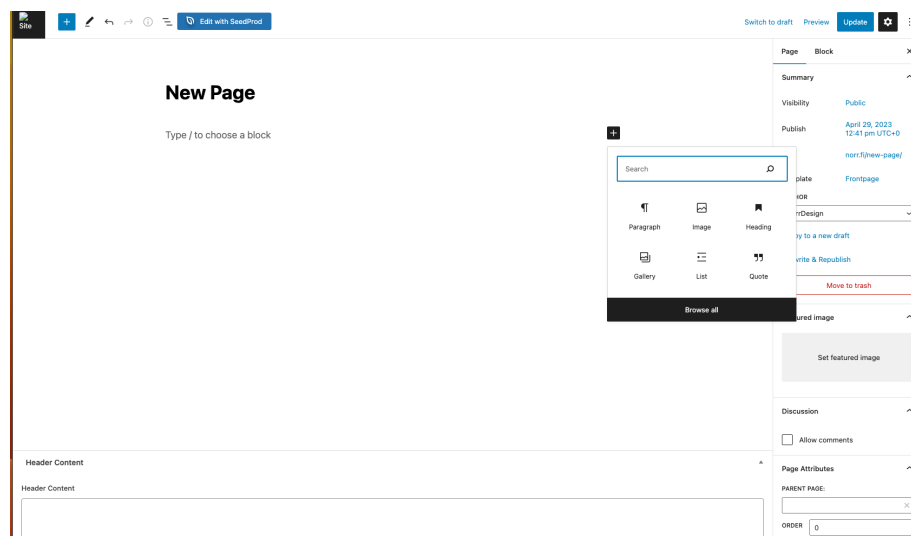 Site
Edit with SeedProd
Switch to draft
Preview
Update
New Page
Type / to choose a block
Search
Paragraph
Image
Heading
Gallery
List
Quote
Browse all
Page
Block
Summary
Visibility
Public
Publish
April 29, 2023
12:41 pm UTC+0
norr.fi/new-page/
Frontpage
Move to trash
Set featured image
Discussion
Allow comments
Page Attributes
PARENT PAGE:
ORDER
0
Header Content
Header Content